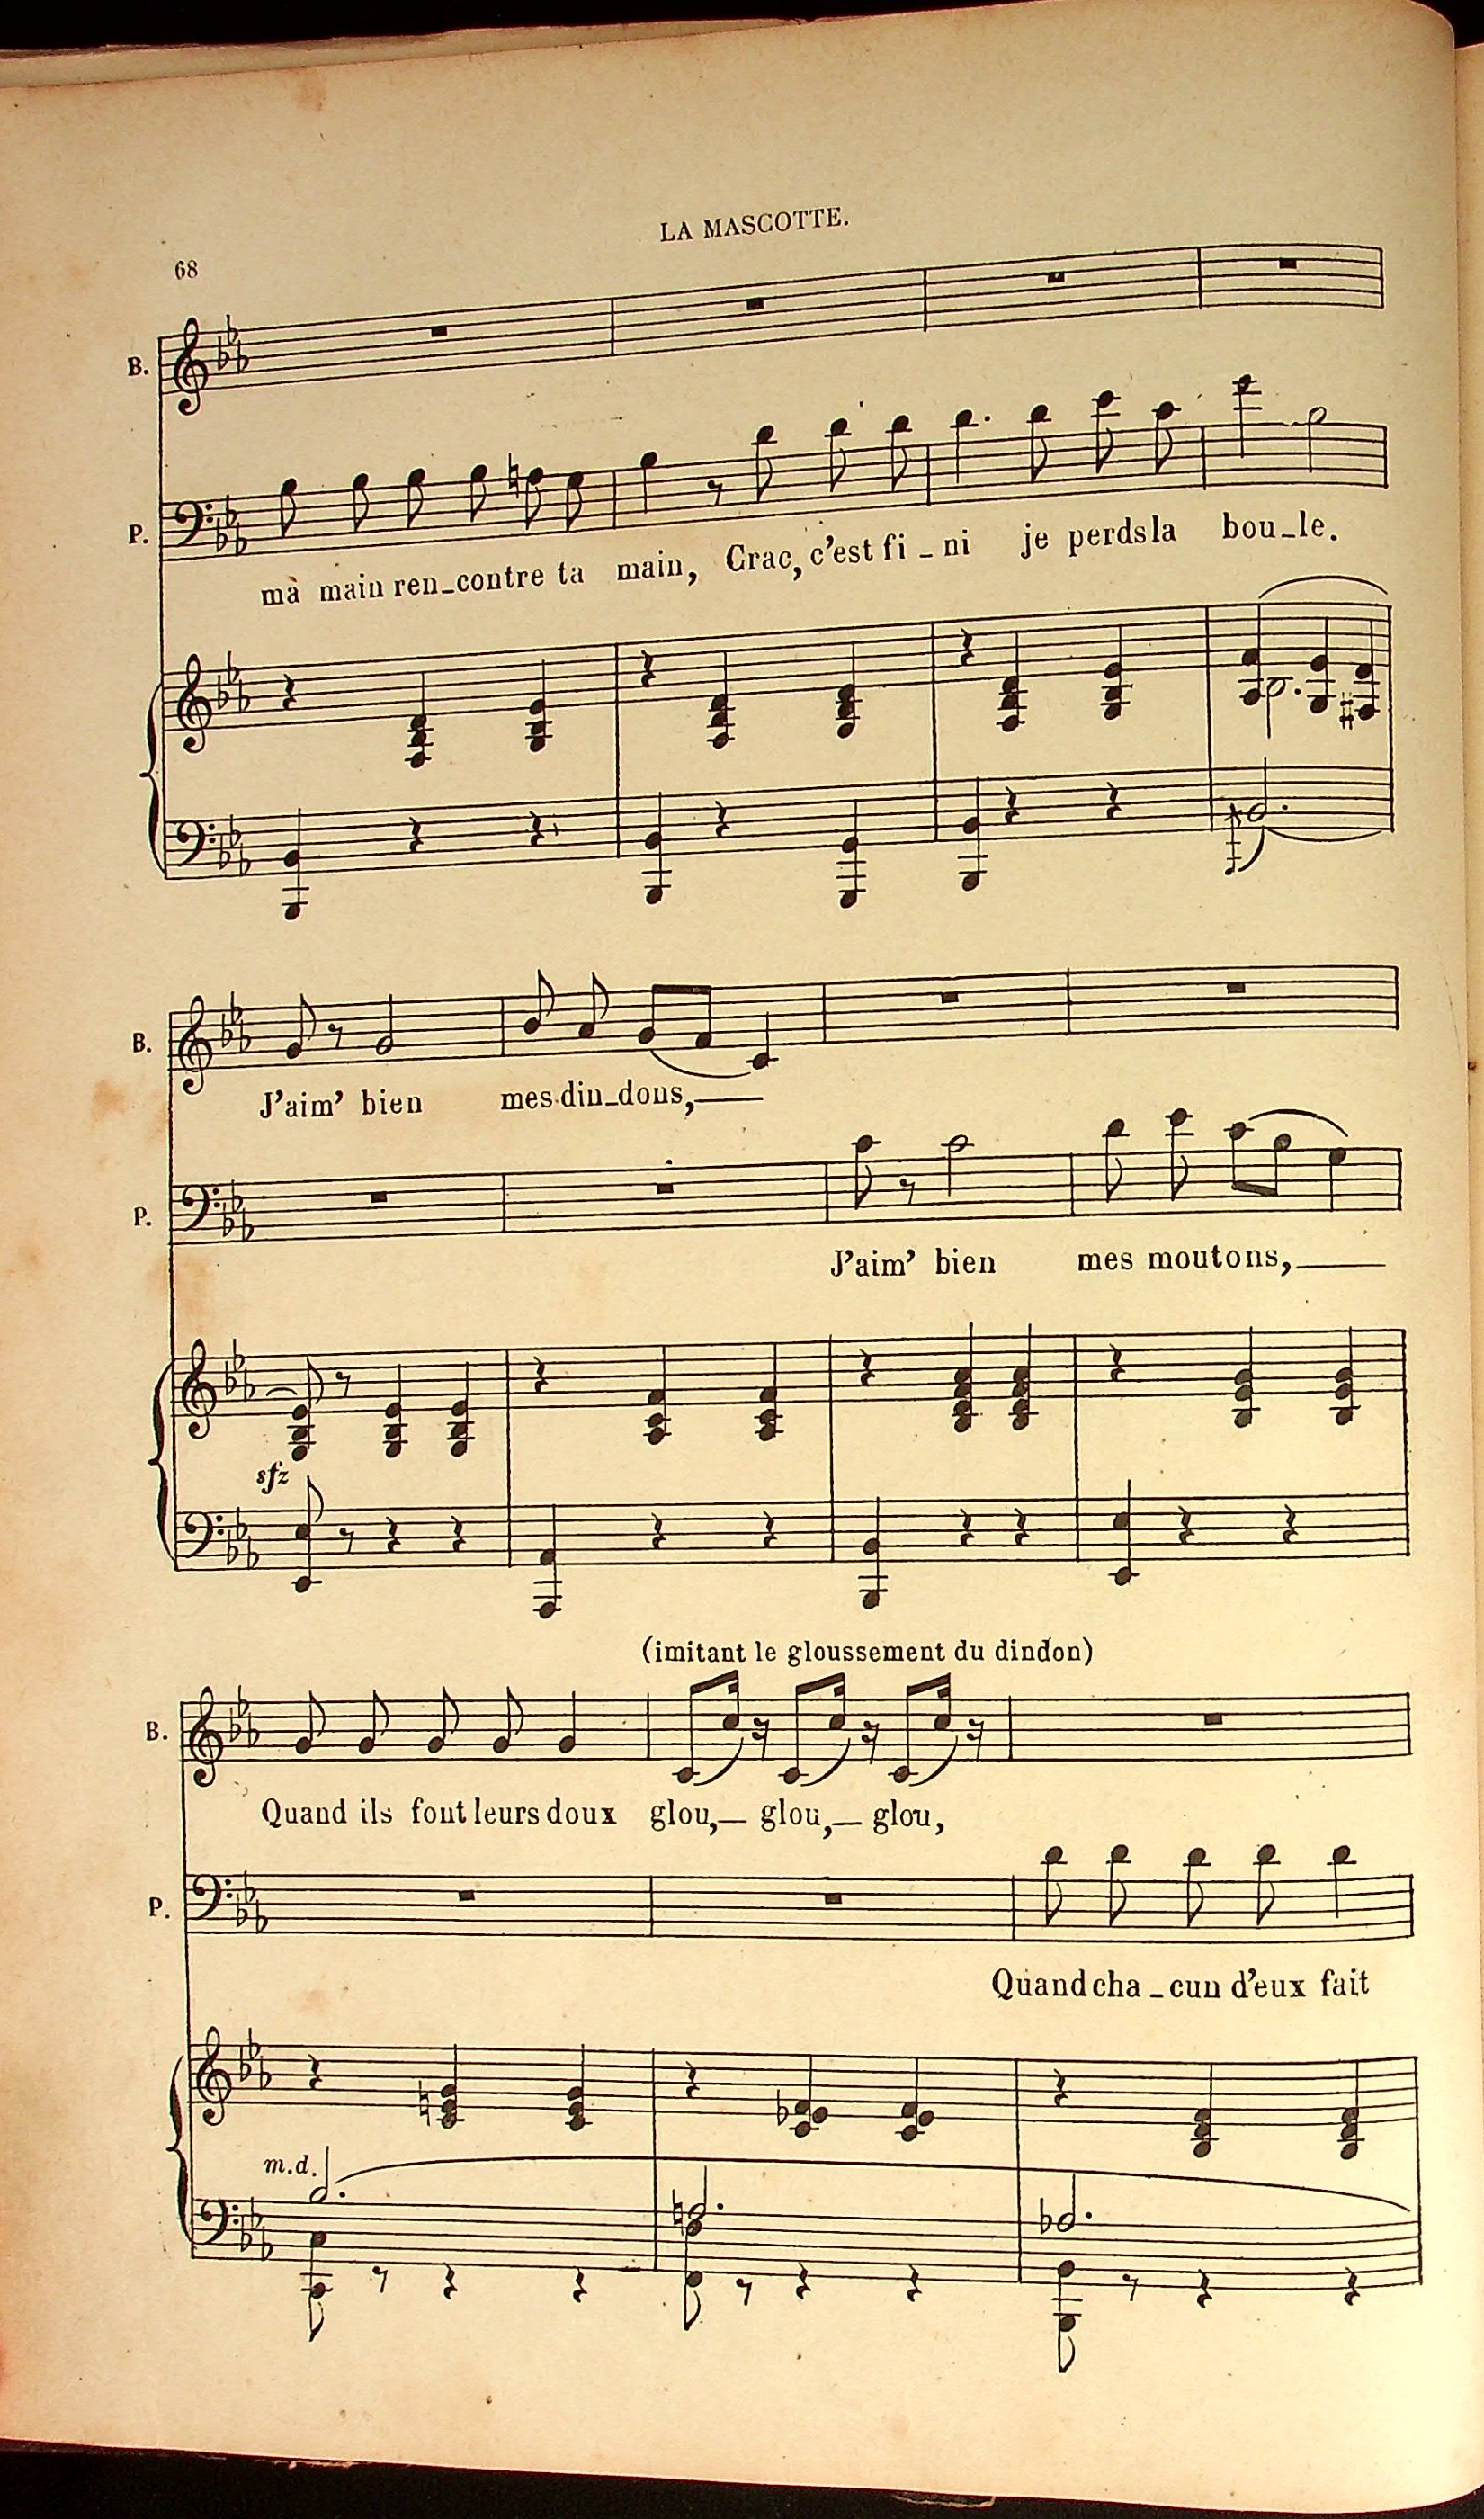 LA MASCOTTE.
68
B.
P.
mà main ren_contre ta main, Crac, c'est fi_ni je perds la bou_le.
B.
J'aim' bien mes din_dons,
P.
J'aim' bien mes moutons,
sfz
(imitant le gloussement du dindon)
B.
Quand ils font leurs doux glou,_ glou,_ glou,
P.
Quand cha_cun d'eux fait
m.d.